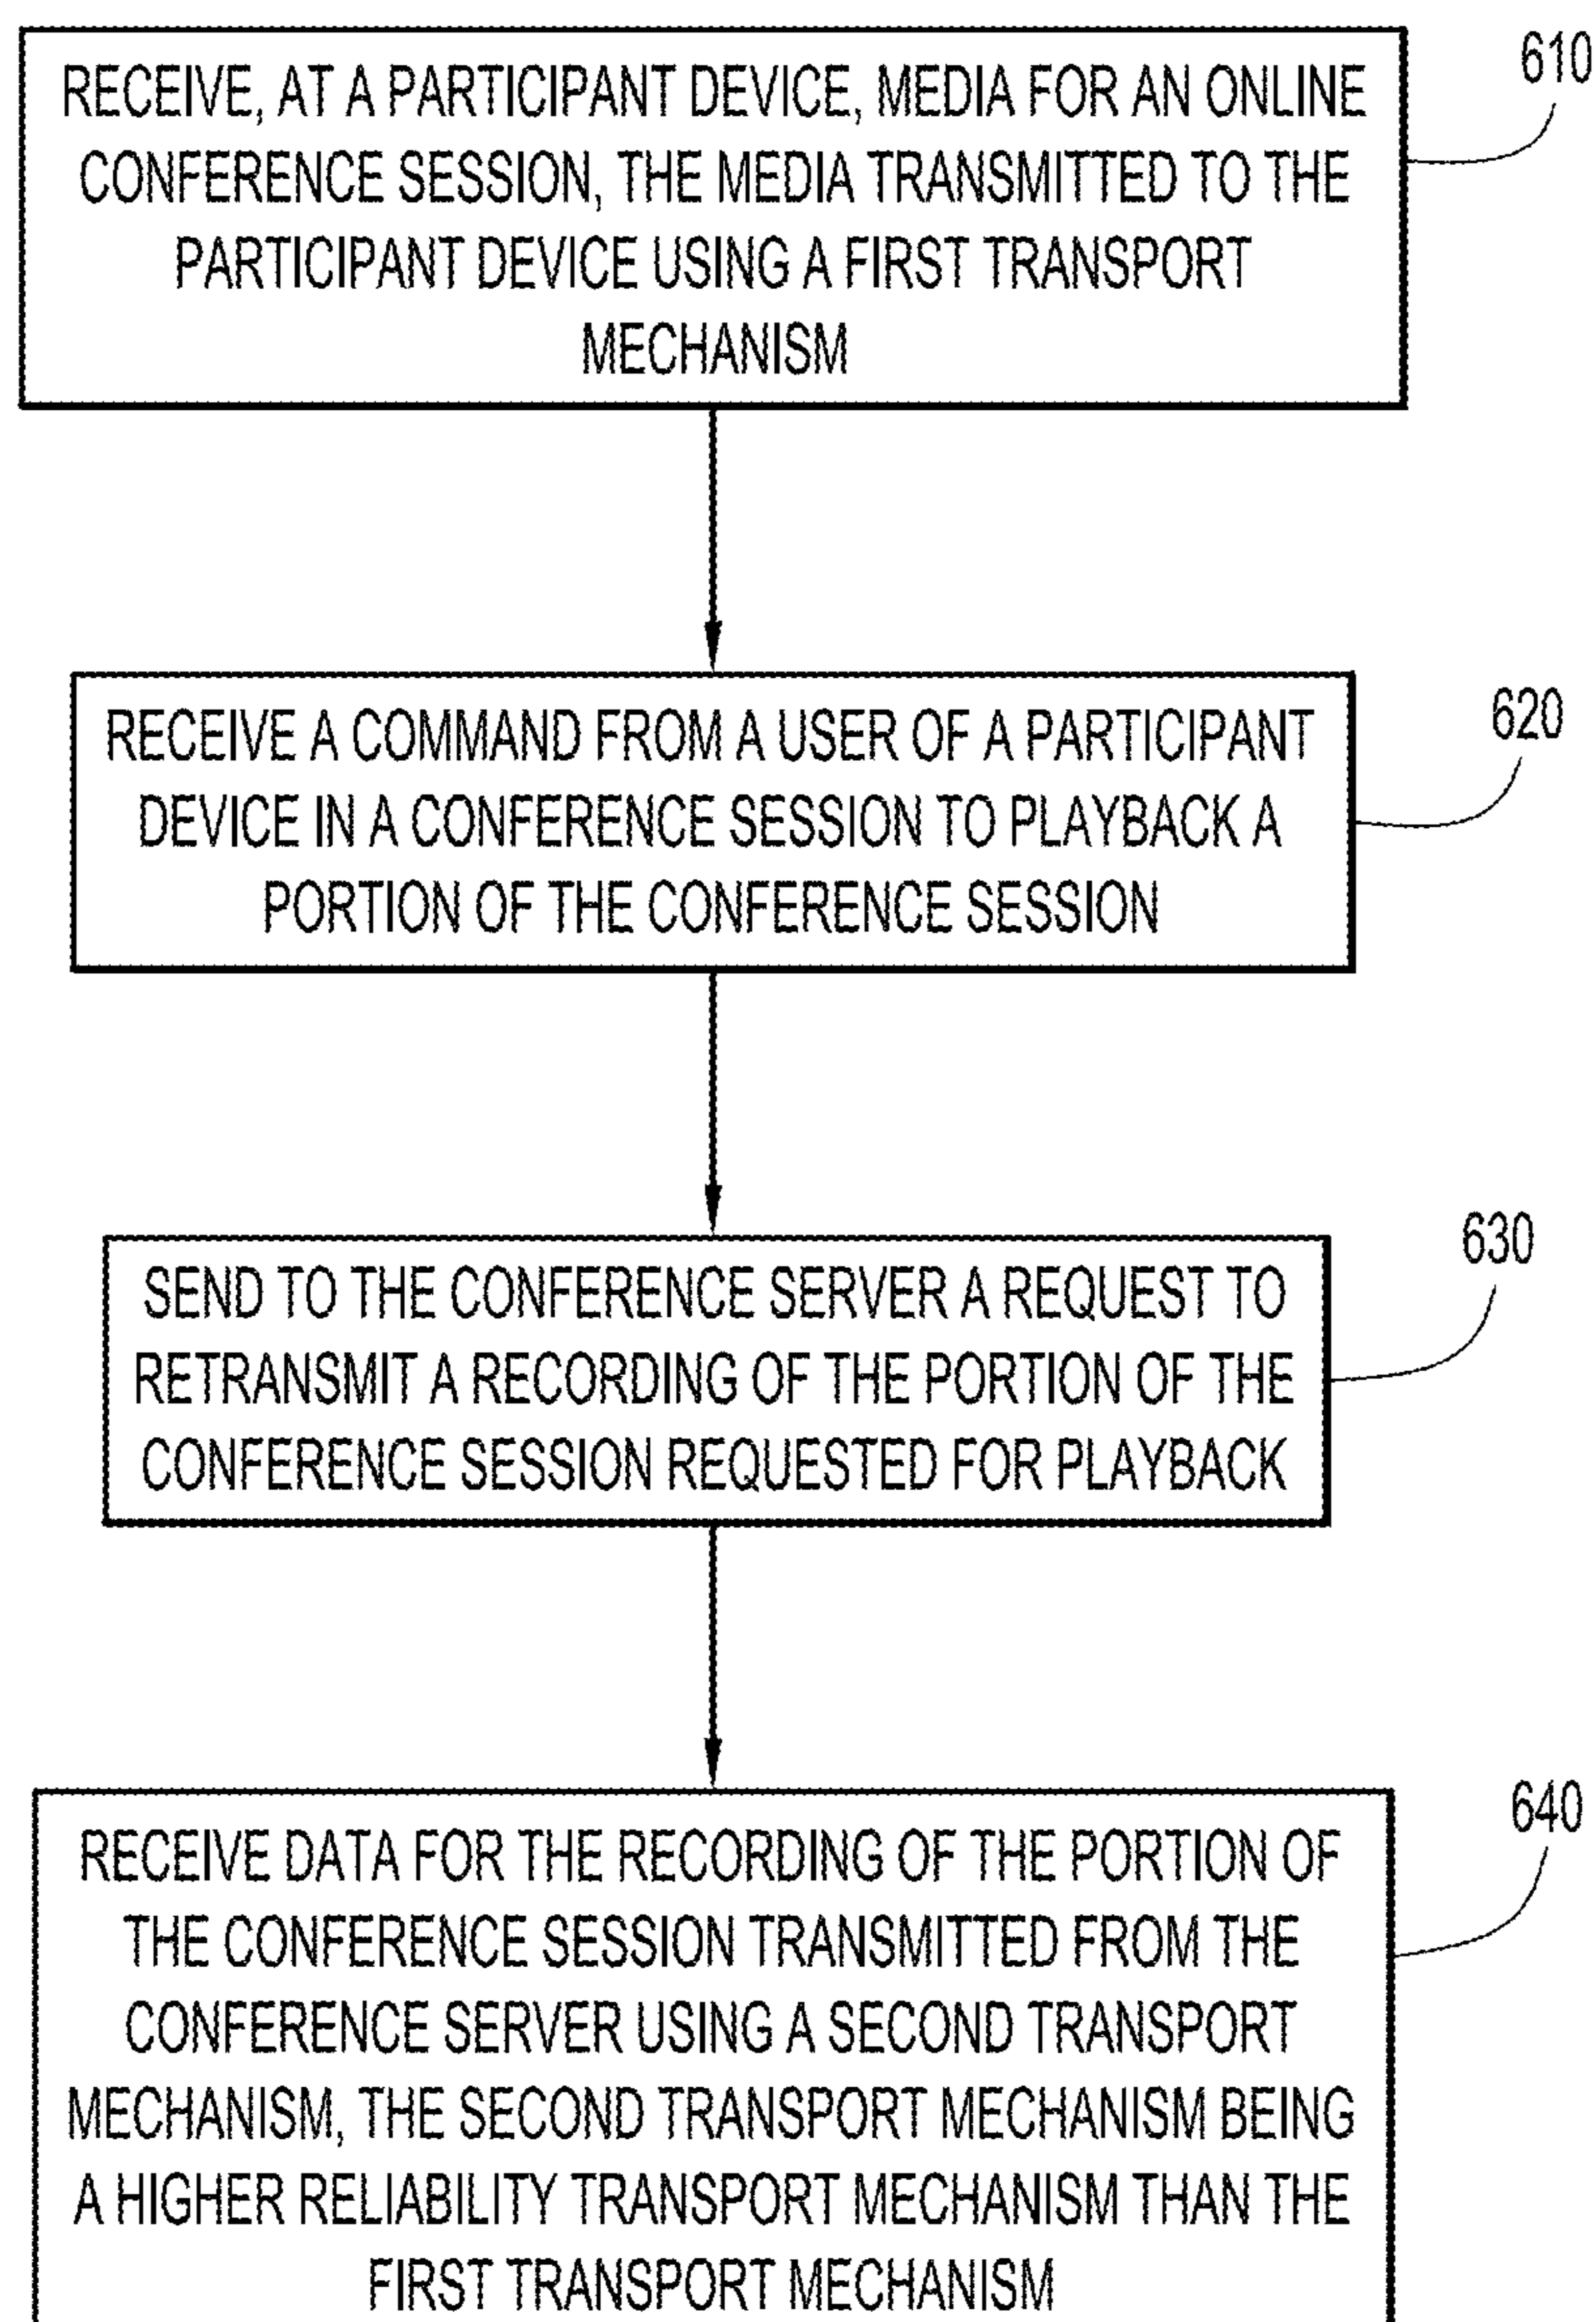 RECEIVE, AT A PARTICIPANT DEVICE, MEDIA FOR AN ONLINE
CONFERENCE SESSION, THE MEDIA TRANSMITTED TO THE
PARTICIPANT DEVICE USING A FIRST TRANSPORT
MECHANISM
610
RECEIVE A COMMAND FROM A USER OF A PARTICIPANT
DEVICE IN A CONFERENCE SESSION TO PLAYBACK A
PORTION OF THE CONFERENCE SESSION
620
SEND TO THE CONFERENCE SERVER A REQUEST TO
RETRANSMIT A RECORDING OF THE PORTION OF THE
CONFERENCE SESSION REQUESTED FOR PLAYBACK
630
RECEIVE DATA FOR THE RECORDING OF THE PORTION OF
THE CONFERENCE SESSION TRANSMITTED FROM THE
CONFERENCE SERVER USING A SECOND TRANSPORT
MECHANISM, THE SECOND TRANSPORT MECHANISM BEING
A HIGHER RELIABILITY TRANSPORT MECHANISM THAN THE
FIRST TRANSPORT MECHANISM
640